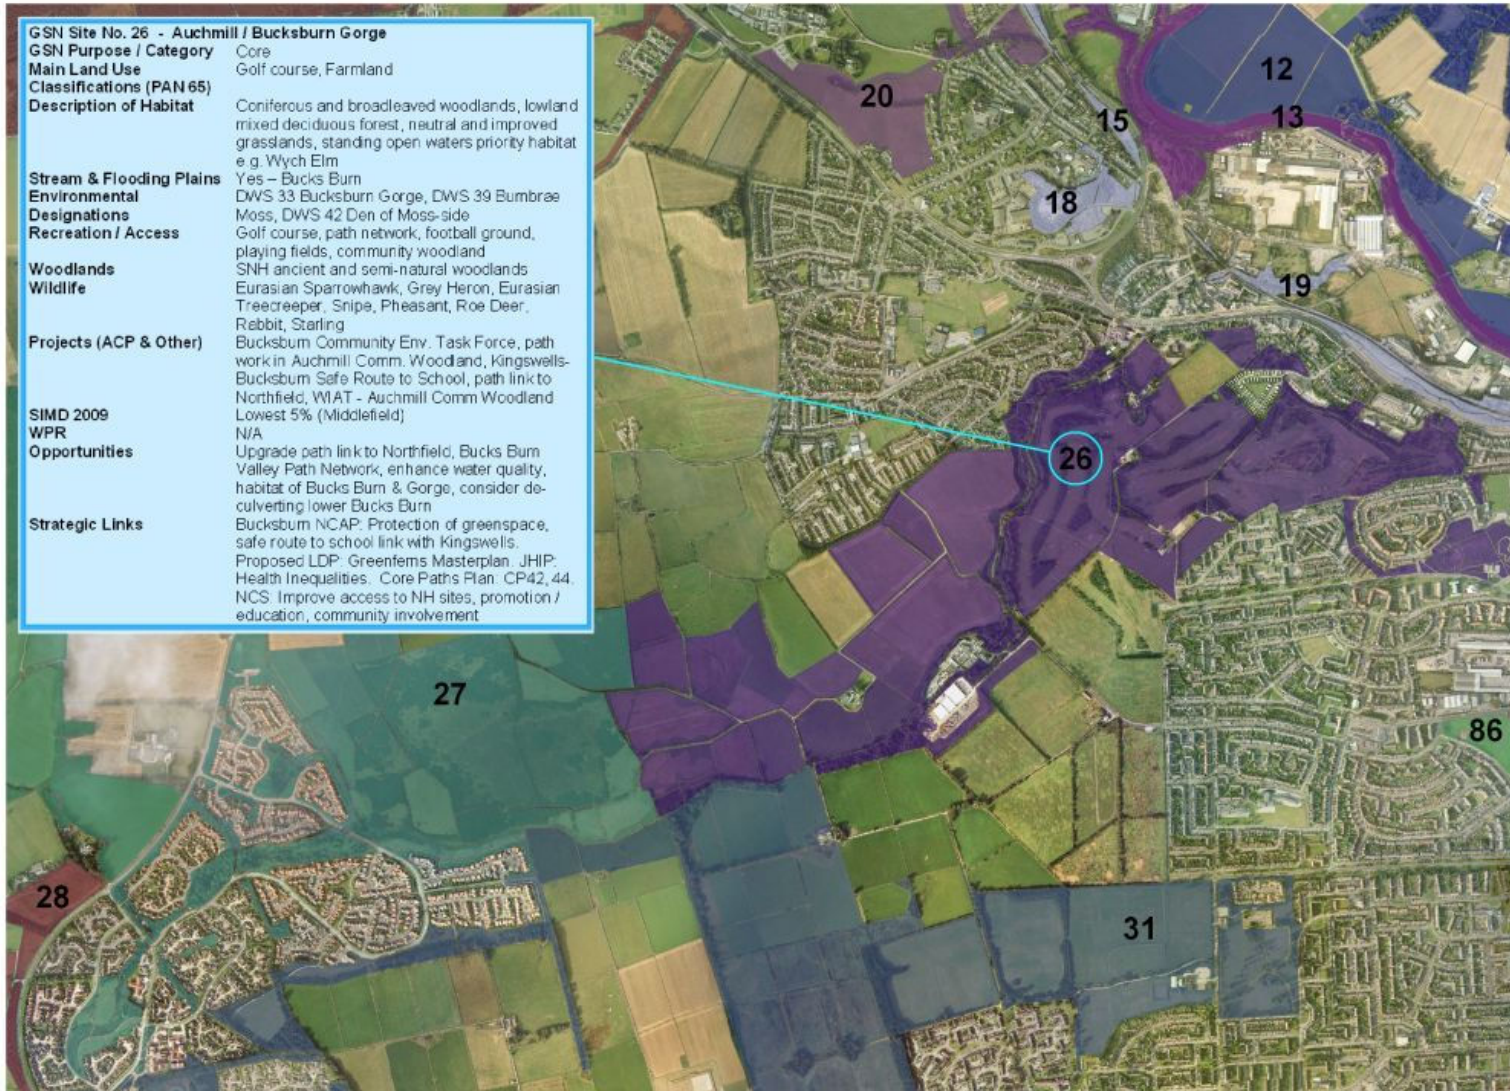 GSN Site No. 26 - Auchmill / Bucksburn Gorge
GSN Purpose / Category Core
Main Land Use Golf course, Farmland
Classifications (PAN 65)
Description of Habitat Coniferous and broadleaved woodlands, lowland
mixed deciduous forest, neutral and improved
grasslands, standing open waters priority habitat
e.g. Wych Elm
Stream & Flooding Plains Yes – Bucks Burn
Environmental DWS 33 Bucksburn Gorge, DWS 39 Burnbrae
Designations Moss, DWS 42 Den of Moss-side
Recreation / Access Golf course, path network, football ground,
playing fields, community woodland
Woodlands SNH ancient and semi-natural woodlands
Wildlife Eurasian Sparrowhawk, Grey Heron, Eurasian
Treecreeper, Snipe, Pheasant, Roe Deer,
Rabbit, Starling
Projects (ACP & Other) Bucksburn Community Env. Task Force, path
work in Auchmill Comm. Woodland, Kingswells-
Bucksburn Safe Route to School, path link to
Northfield, WIAT - Auchmill Comm Woodland
SIMD 2009 Lowest 5% (Middlefield)
WPR N/A
Opportunities Upgrade path link to Northfield, Bucks Burn
Valley Path Network, enhance water quality,
habitat of Bucks Burn & Gorge, consider de-
culverting lower Bucks Burn
Strategic Links Bucksburn NCAP: Protection of greenspace,
safe route to school link with Kingswells.
Proposed LDP: Greenferns Masterplan. JHIP:
Health Inequalities. Core Paths Plan: CP42, 44.
NCS: Improve access to NH sites, promotion /
education, community involvement
12
20
15
13
18
19
26
27
86
28
31